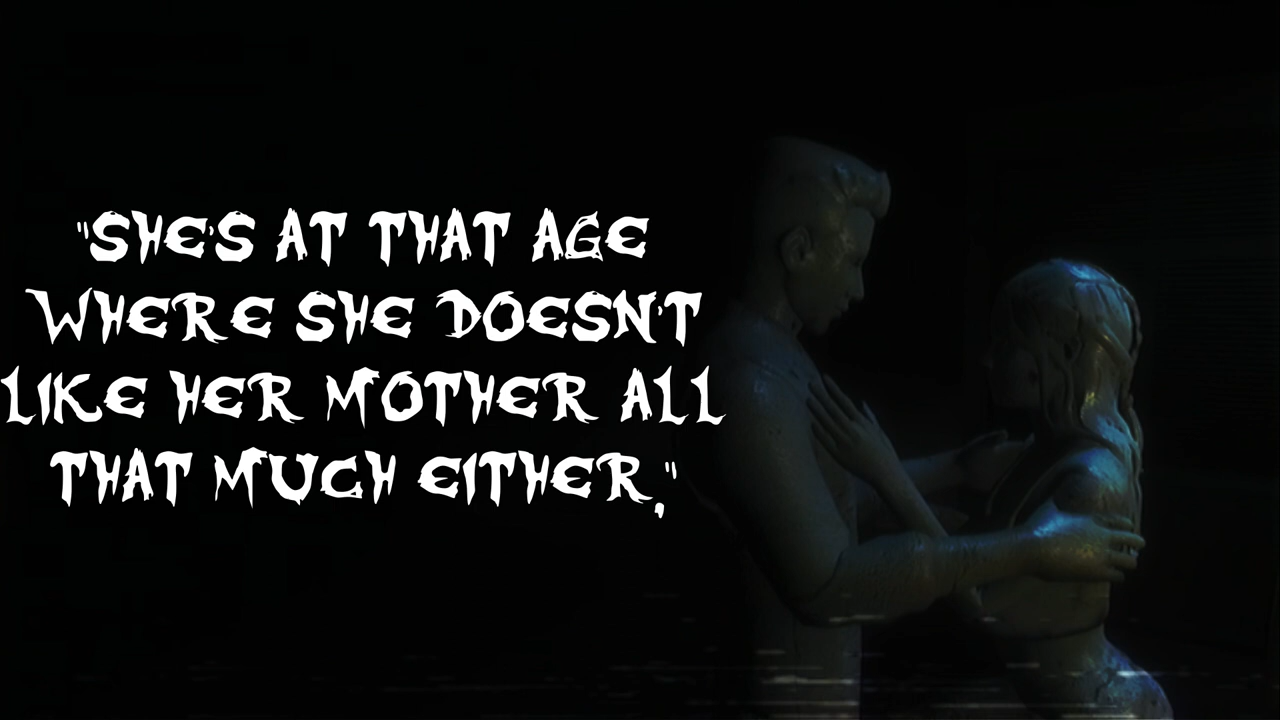 "SHE'S AT THAT AGE
WHERE SHE DOESN'T
LIKE HER MOTHER ALL
THAT MUCH EITHER,"